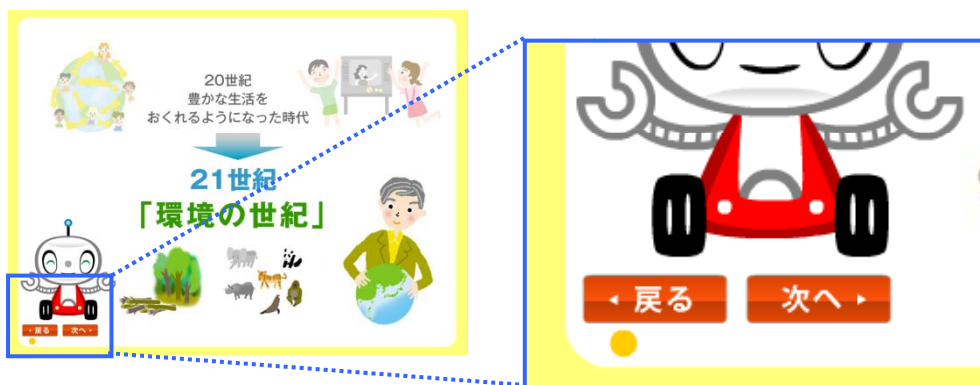 20世紀
豊かな生活を
おくれるようになった時代
21世紀
「環境の世紀」
戻る 次へ
戻る 次へ